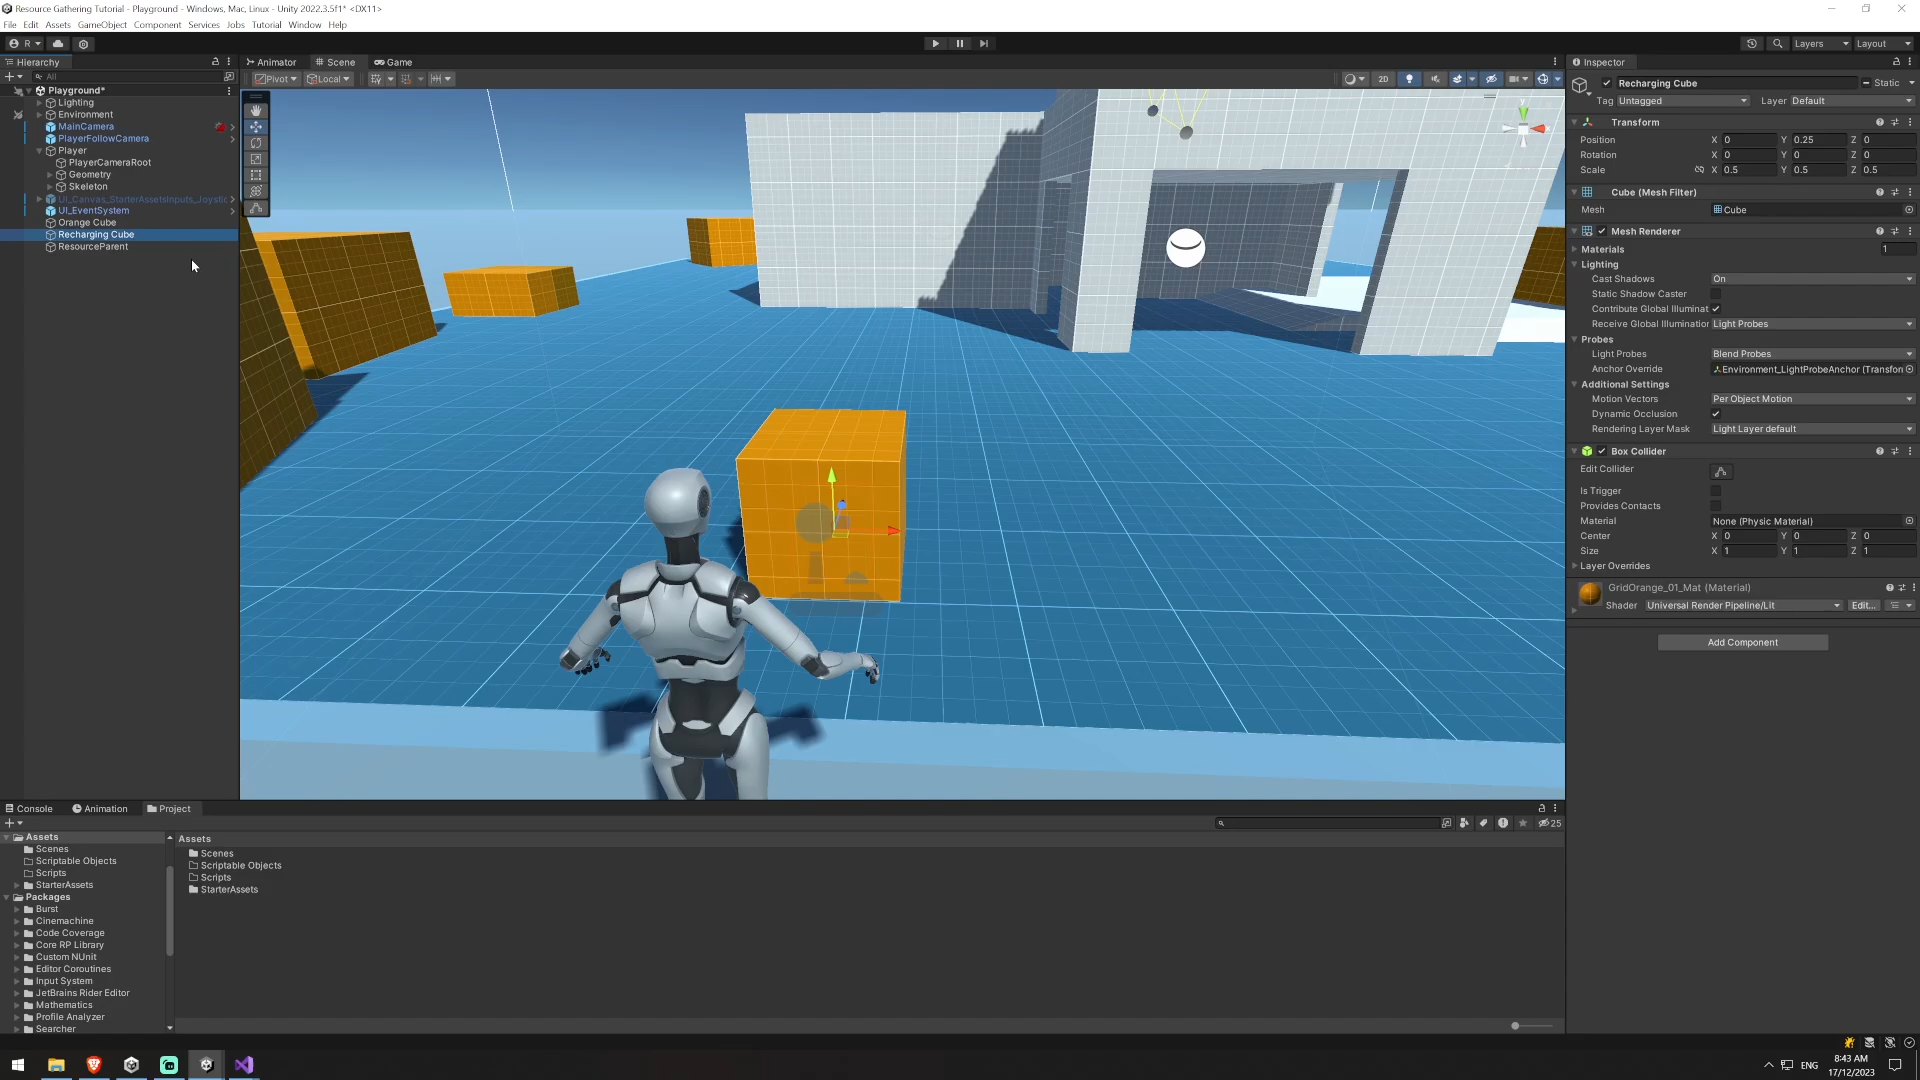 Resource Gathering Tutorial - Playground - Windows, Mac, Linux - Unity 2022.3.5f1* <DX11>
File Edit Assets GameObject Component Services Jobs Tutorial Window Help
R
Layers
Layout
Hierarchy
Animator
Scene
Game
Inspector
All
Pivot
Local
2D
Recharging Cube
Static
Playground*
Tag Untagged
Layer Default
Lighting
Environment
MainCamera
PlayerFollowCamera
Player
PlayerCameraRoot
Geometry
Skeleton
UI_Canvas_StarterAssetsInputs_Joystic
UI_EventSystem
Orange Cube
Recharging Cube
ResourceParent
y
Transform
Position X 0 Y 0.25 Z 0
Rotation X 0 Y 0 Z 0
Scale X 0.5 Y 0.5 Z 0.5
Cube (Mesh Filter)
Mesh Cube
Mesh Renderer
Materials 1
Lighting
Cast Shadows On
Static Shadow Caster
Contribute Global Illuminat
Receive Global Illumination Light Probes
Probes
Light Probes Blend Probes
Anchor Override Environment_LightProbeAnchor (Transfor
Additional Settings
Motion Vectors Per Object Motion
Dynamic Occlusion
Rendering Layer Mask Light Layer default
Box Collider
Edit Collider
Is Trigger
Provides Contacts
Material None (Physic Material)
Center X 0 Y 0 Z 0
Size X 1 Y 1 Z 1
Layer Overrides
GridOrange_01_Mat (Material)
Shader Universal Render Pipeline/Lit Edit...
Add Component
Console
Animation
Project
25
Assets
Scenes
Scriptable Objects
Scripts
StarterAssets
Packages
Burst
Cinemachine
Code Coverage
Core RP Library
Custom NUnit
Editor Coroutines
Input System
JetBrains Rider Editor
Mathematics
Profile Analyzer
Searcher
Assets
Scenes
Scriptable Objects
Scripts
StarterAssets
ENG
8:43 AM
17/12/2023